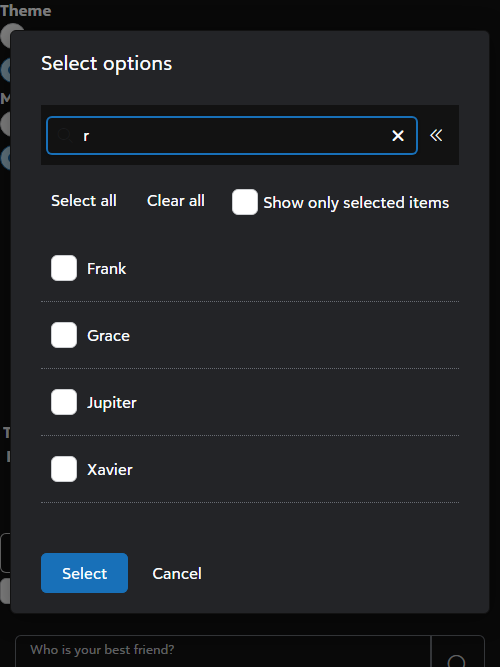 Theme
Select options
M
r
Select all Clear all Show only selected items
Frank
Grace
Jupiter
Xavier
T
Select Cancel
Who is your best friend?